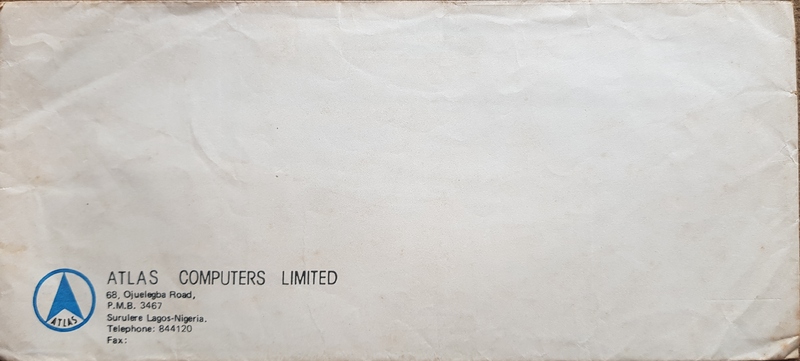 ATLAS COMPUTERS LIMITED
68, Ojuelegba Road,
P.M.B. 3467
Surulere Lagos-Nigeria.
Telephone: 844120
Fax:
ATLAS